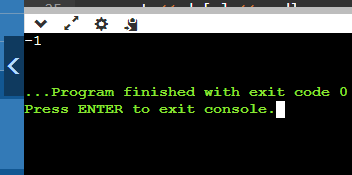 -1
...Program finished with exit code 0
Press ENTER to exit console.